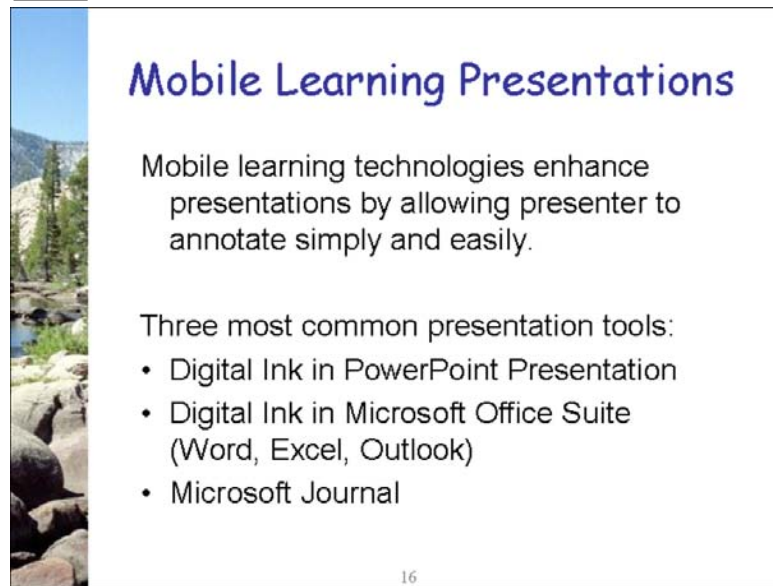 Mobile Learning Presentations
Mobile learning technologies enhance
presentations by allowing presenter to
annotate simply and easily.
Three most common presentation tools:
• Digital Ink in PowerPoint Presentation
• Digital Ink in Microsoft Office Suite
(Word, Excel, Outlook)
• Microsoft Journal
16